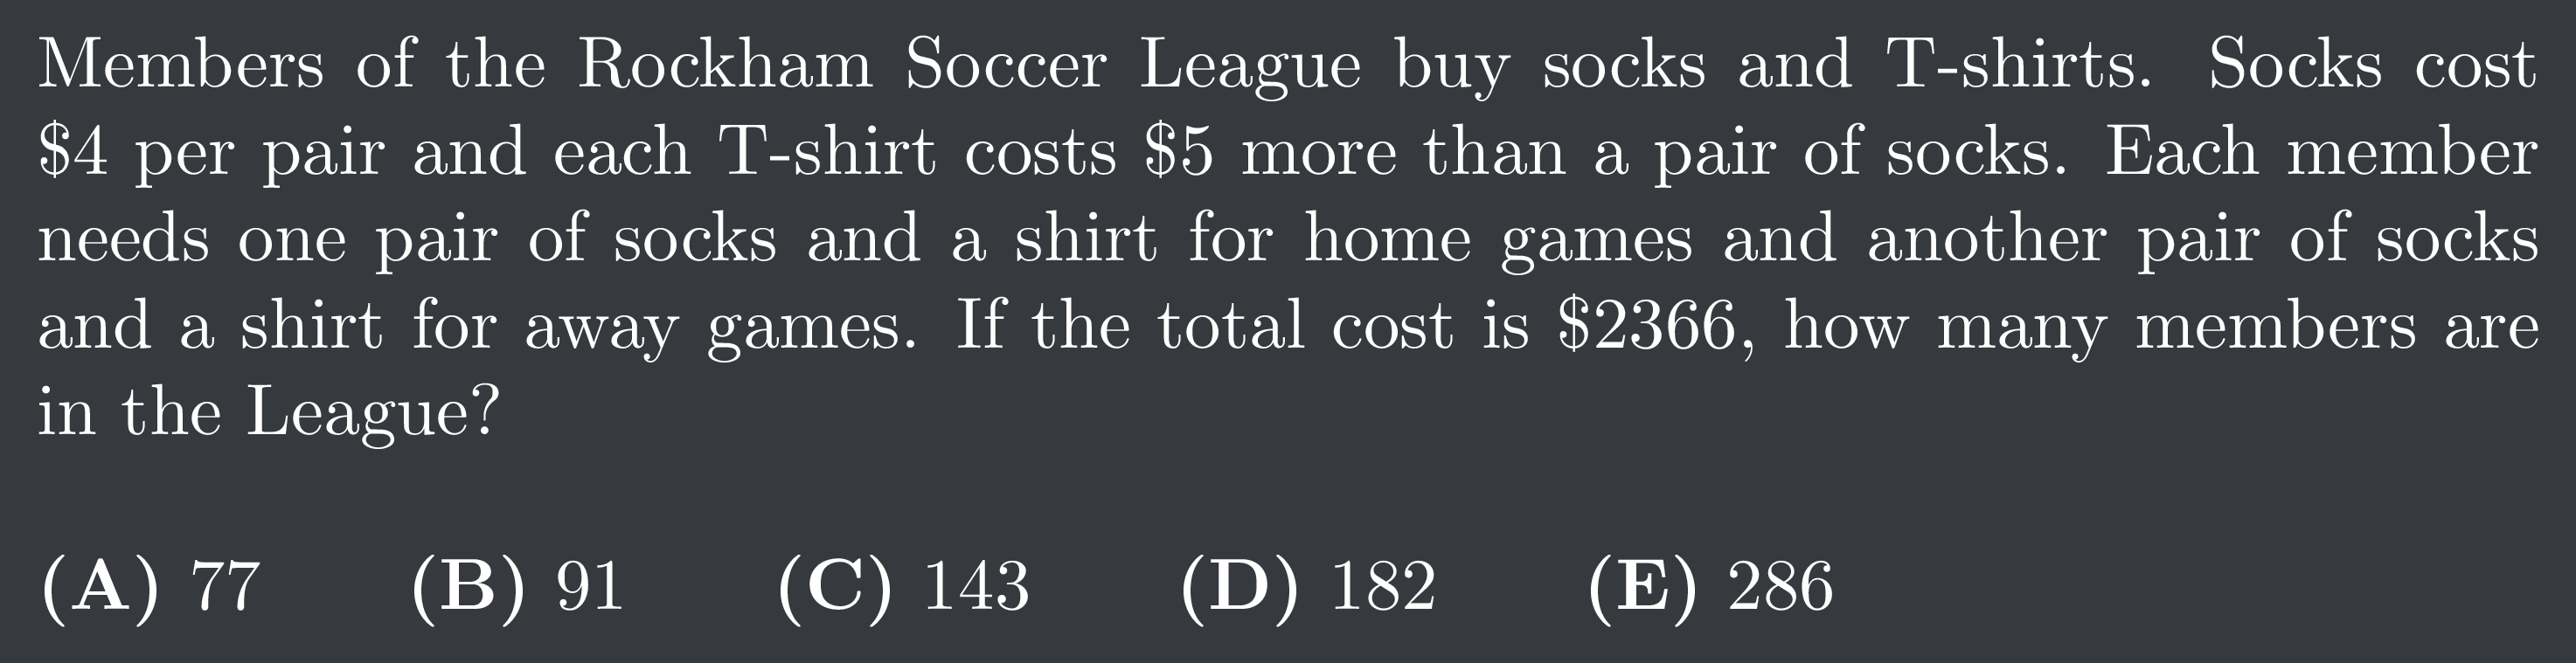 Members of the Rockham Soccer League buy socks and T-shirts. Socks cost
$4 per pair and each T-shirt costs $5 more than a pair of socks. Each member
needs one pair of socks and a shirt for home games and another pair of socks
and a shirt for away games. If the total cost is $2366, how many members are
in the League?
(A) 77 (B) 91 (C) 143 (D) 182 (E) 286